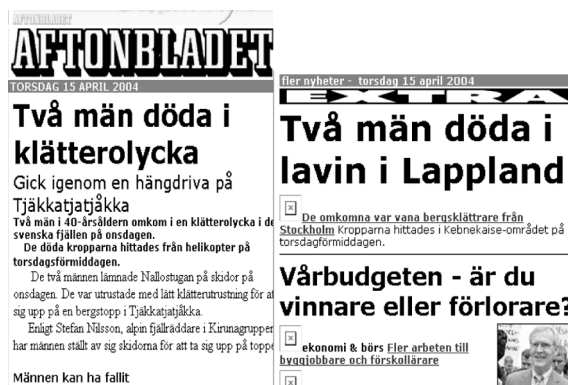 AFTONBLADET
AFTONBLADET
TORSDAG 15 APRIL 2004
Två män döda i
klätterolycka
Gick igenom en hängdriva på
Tjäkkatjatjåkka
Två män i 40-årsåldern omkom i en klätterolycka i de
svenska fjällen på onsdagen.
De döda kropparna hittades från helikopter på
torsdagsförmiddagen.
De två männen lämnade Nallostugan på skidor på
onsdagen. De var utrustade med lätt klätterutrustning för at
sig upp på en bergstopp i Tjäkkatjatjåkka.
Enligt Stefan Nilsson, alpin fjällräddare i Kirunagruppen
har männen ställt av sig skidorna för att ta sig upp på toppe
Männen kan ha fallit
fler nyheter - torsdag 15 april 2004
EXTRA
Två män döda i
lavin i Lappland
De omkomna var vana bergsklättrare från
Stockholm Kropparna hittades i Kebnekaise-området på
torsdagförmiddagen.
Vårbudgeten - är du
vinnare eller förlorare?
ekonomi & börs Fler arbeten till
byggjobbare och förskollärare